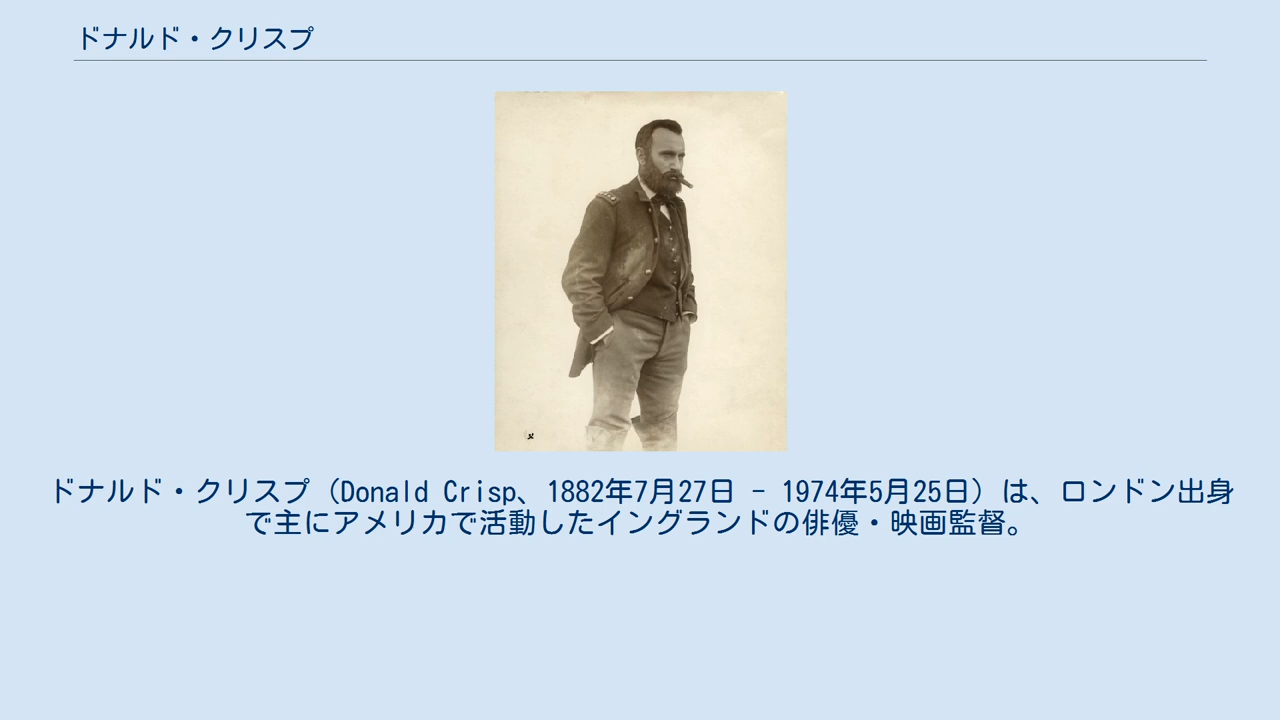 ドナルド・クリスプ
ドナルド・クリスプ（Donald Crisp、1882年7月27日 - 1974年5月25日）は、ロンドン出身
で主にアメリカで活動したイングランドの俳優・映画監督。